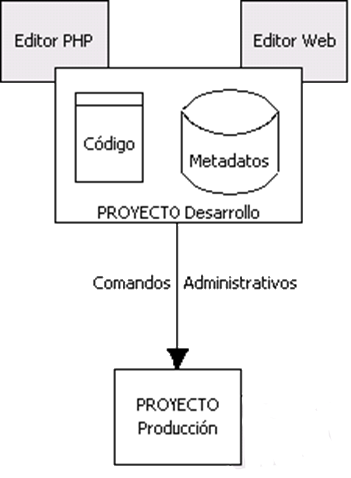 Editor PHP
Editor Web
Código
Metadatos
PROYECTO Desarrollo
Comandos Administrativos
PROYECTO
Producción